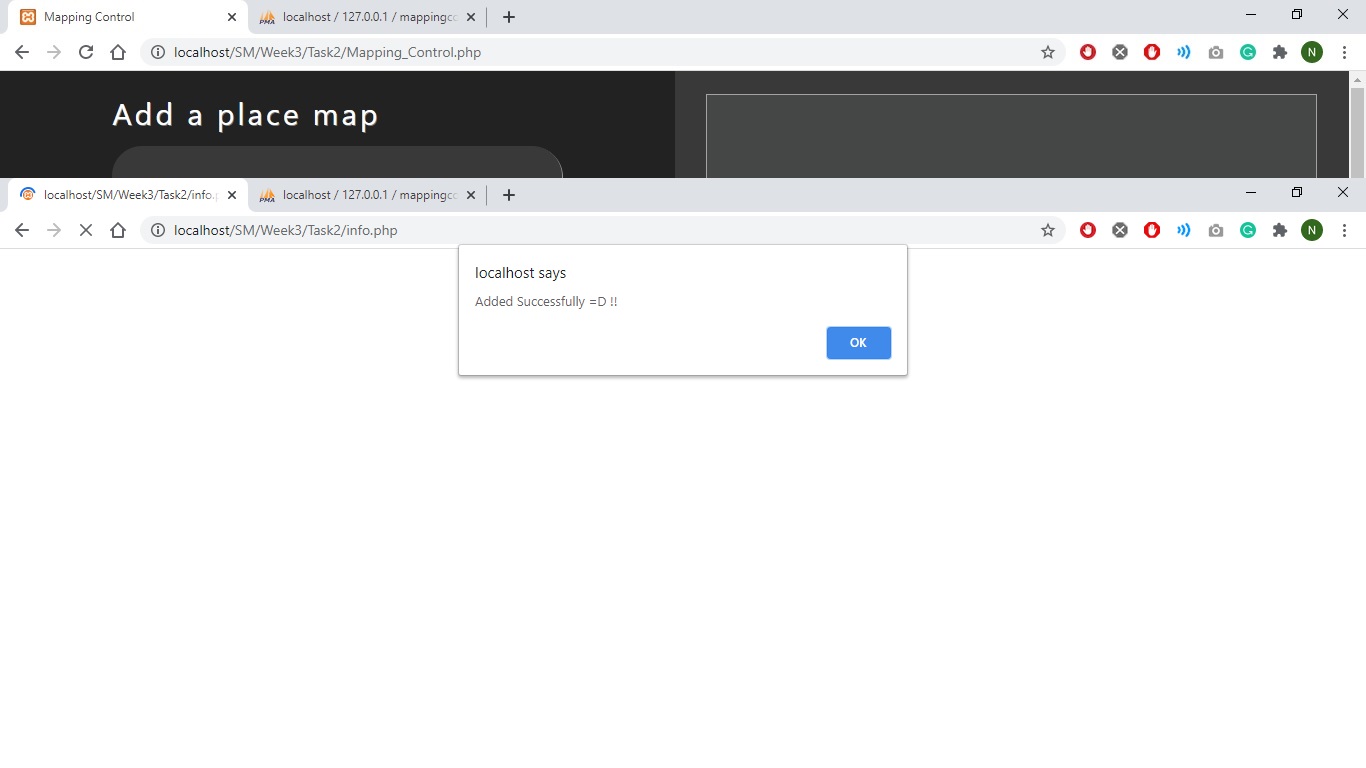 Mapping Control
localhost / 127.0.0.1 / mappingco
localhost/SM/Week3/Task2/Mapping_Control.php
N
Add a place map
localhost/SM/Week3/Task2/info.p
localhost / 127.0.0.1 / mappingco
localhost/SM/Week3/Task2/info.php
N
localhost says
Added Successfully =D !!
OK